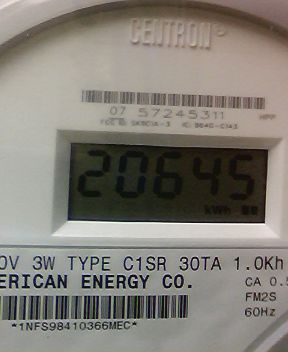 CENTRON®
07 57245311
HPP
20645
kWh
0V 3W TYPE C1SR 30TA 1.0Kh
ERICAN ENERGY CO.
CA 0.5
FM2S
60Hz
*1NFS98410366MEC*